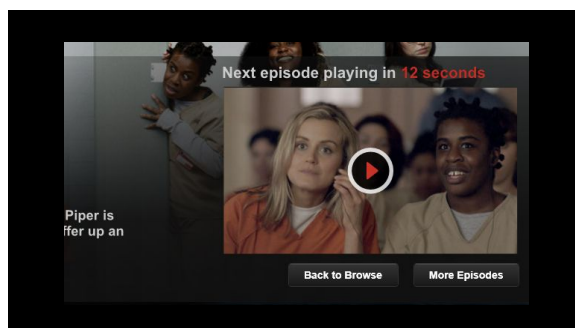 Next episode playing in 12 seconds
Piper is
ffer up an
Back to Browse
More Episodes